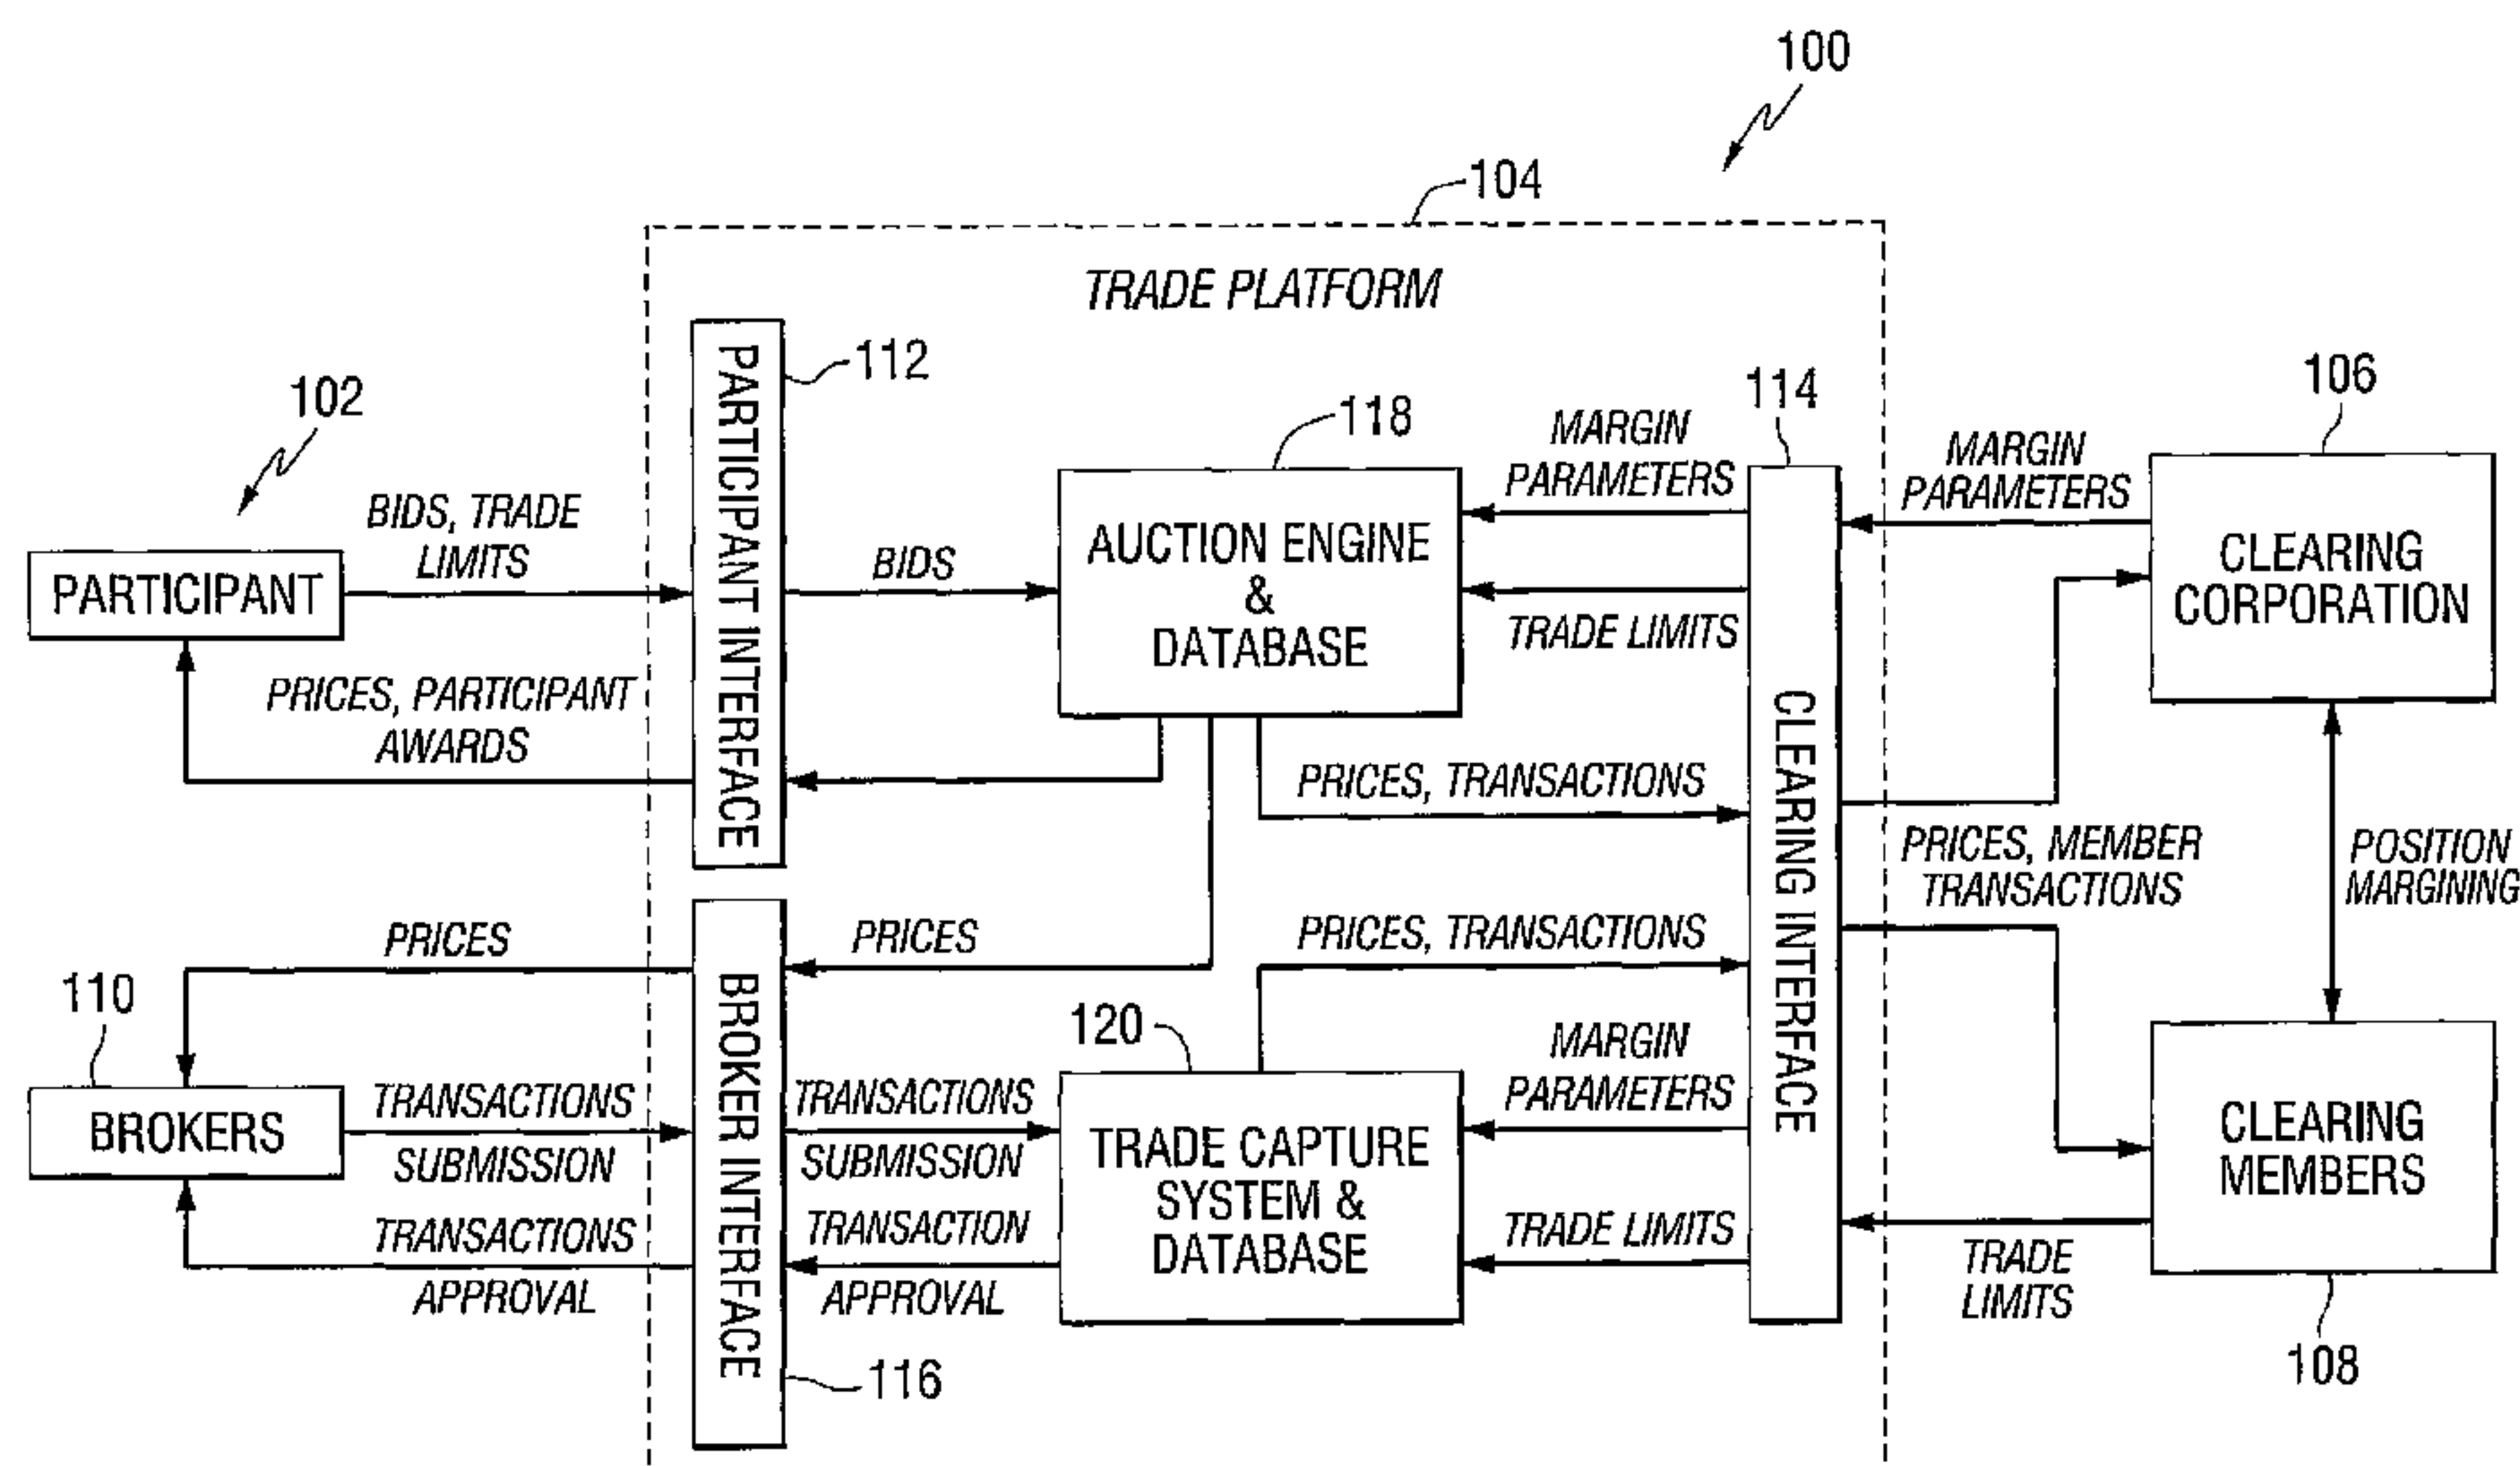 100
104
TRADE PLATFORM
112
102
118
114
106
MARGIN
PARAMETERS
MARGIN
PARAMETERS
BIDS, TRADE
LIMITS
PARTICIPANT
PARTICIPANT INTERFACE
BIDS
AUCTION ENGINE
&
DATABASE
TRADE LIMITS
CLEARING
CORPORATION
PRICES, PARTICIPANT
AWARDS
PRICES, TRANSACTIONS
CLEARING INTERFACE
PRICES, MEMBER
TRANSACTIONS
POSITION
MARGINING
PRICES
PRICES
PRICES, TRANSACTIONS
110
BROKER INTERFACE
120
MARGIN
PARAMETERS
BROKERS
TRANSACTIONS
SUBMISSION
TRANSACTIONS
SUBMISSION
TRADE CAPTURE
SYSTEM &
DATABASE
CLEARING
MEMBERS
TRANSACTIONS
APPROVAL
TRANSACTION
APPROVAL
TRADE LIMITS
TRADE
LIMITS
116
108